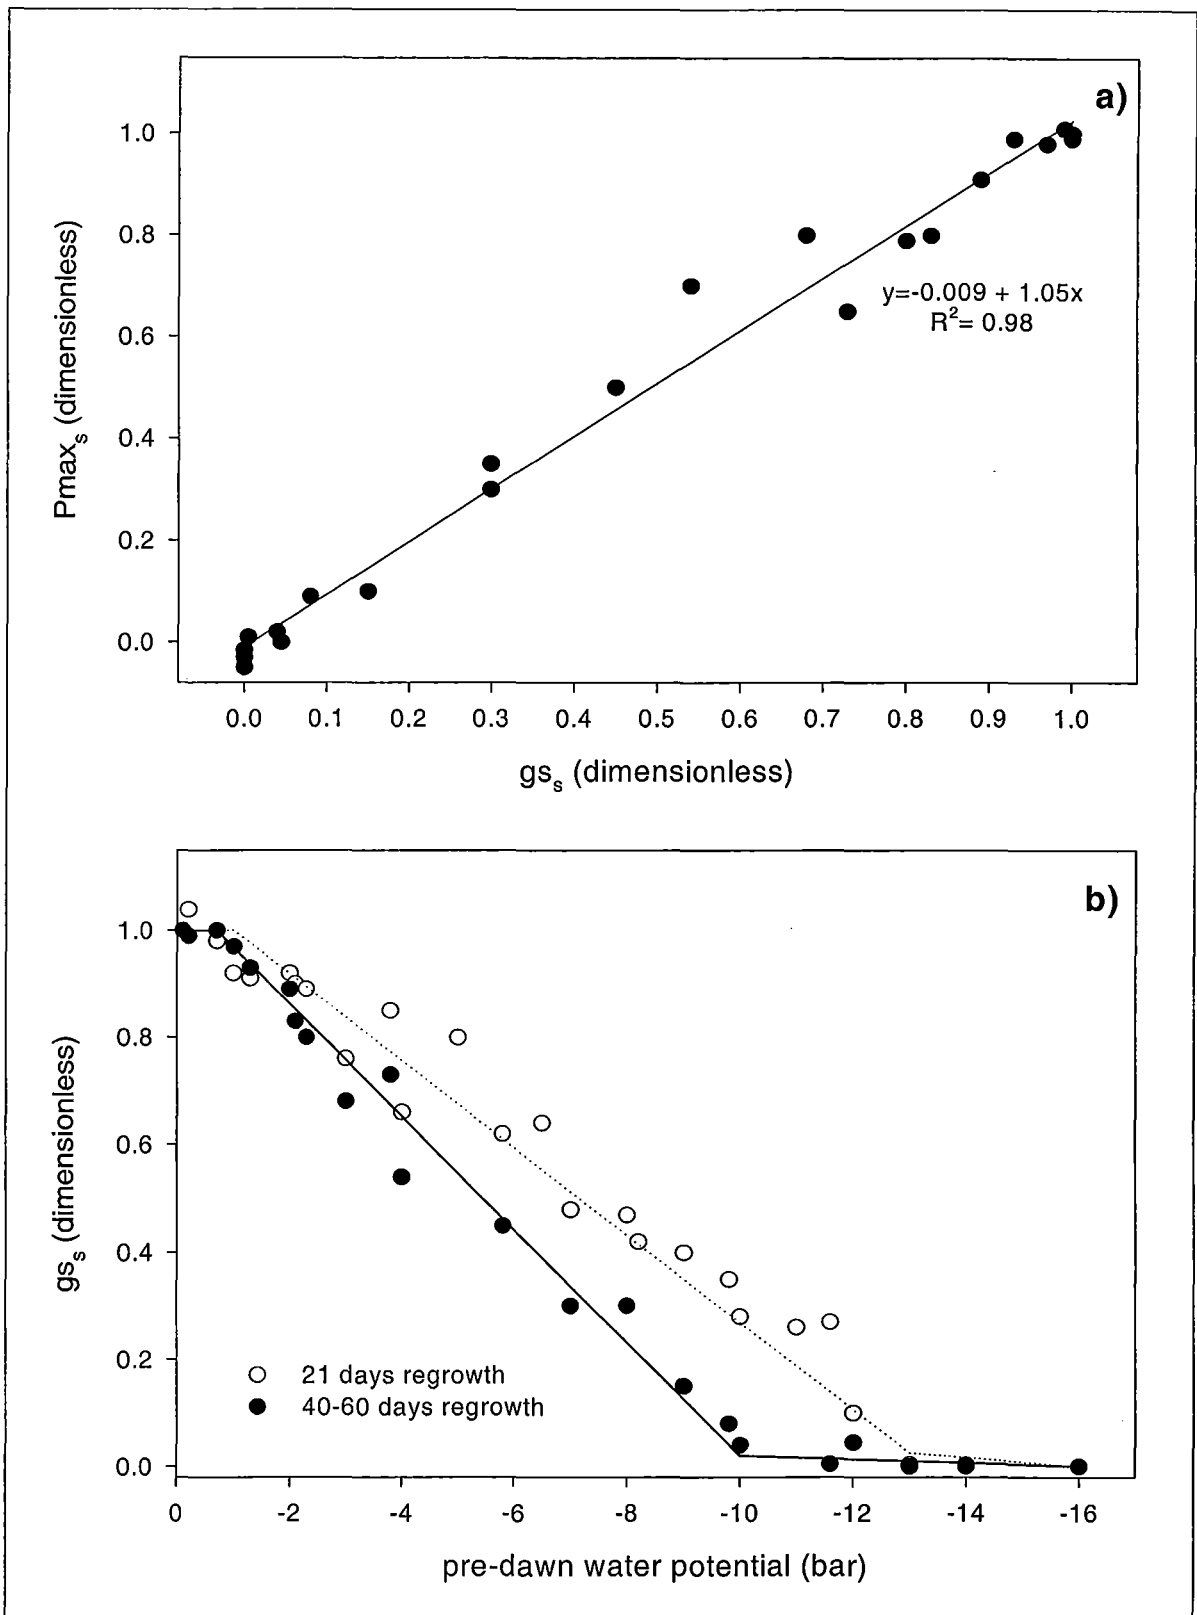 a)
1.0
0.8
0.6
0.4
0.2
0.0
Pmaxs (dimensionless)
y=-0.009 + 1.05x
R2= 0.98
0.0 0.1 0.2 0.3 0.4 0.5 0.6 0.7 0.8 0.9 1.0
gss (dimensionless)
b)
1.0
0.8
0.6
0.4
0.2
0.0
gss (dimensionless)
21 days regrowth
40-60 days regrowth
0 -2 -4 -6 -8 -10 -12 -14 -16
pre-dawn water potential (bar)